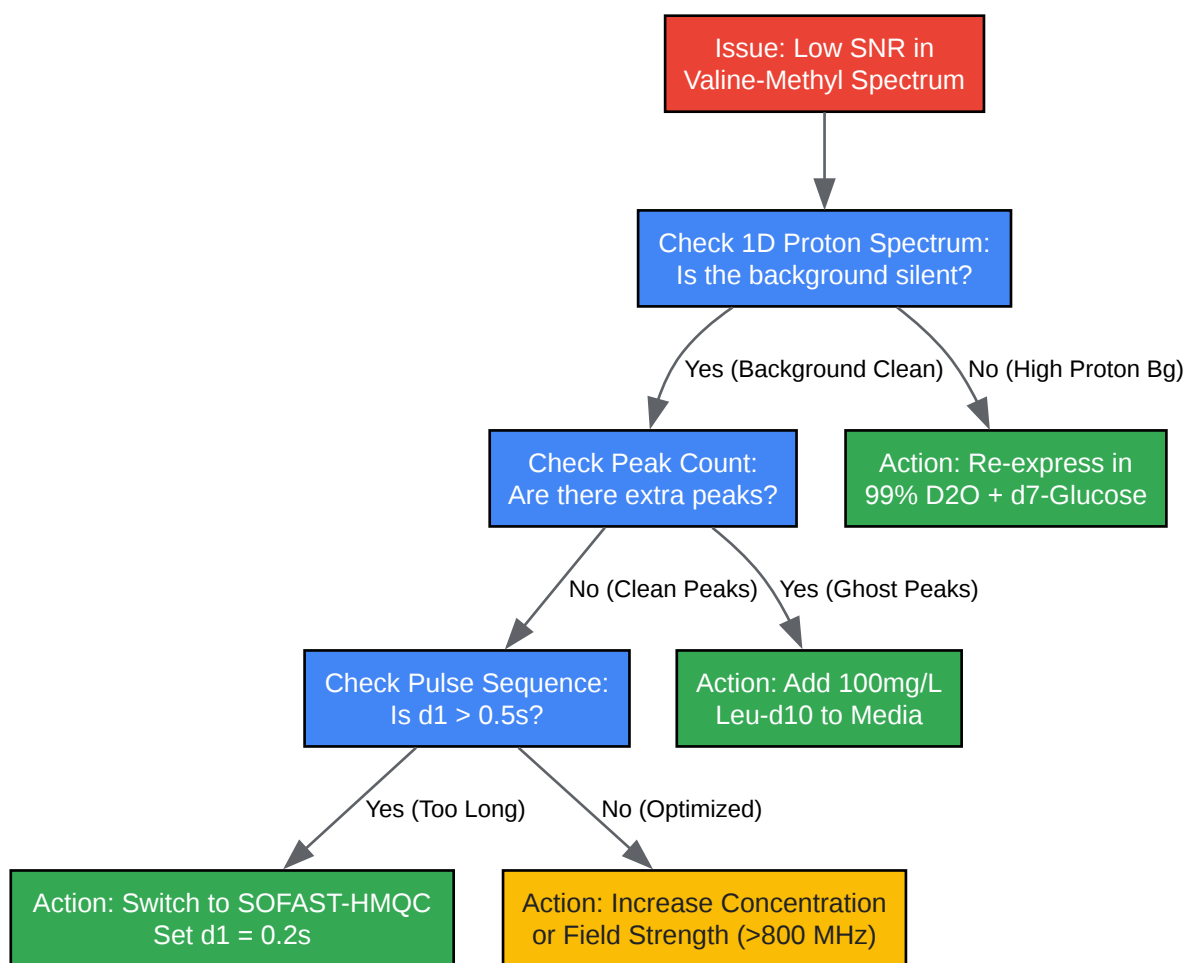 Issue: Low SNR in
Valine-Methyl Spectrum
Check 1D Proton Spectrum:
Is the background silent?
Yes (Background Clean)
No (High Proton Bg)
Check Peak Count:
Are there extra peaks?
Action: Re-express in
99% D2O + d7-Glucose
No (Clean Peaks)
Yes (Ghost Peaks)
Check Pulse Sequence:
Is d1 > 0.5s?
Action: Add 100mg/L
Leu-d10 to Media
Yes (Too Long)
No (Optimized)
Action: Switch to SOFAST-HMQC
Set d1 = 0.2s
Action: Increase Concentration
or Field Strength (>800 MHz)